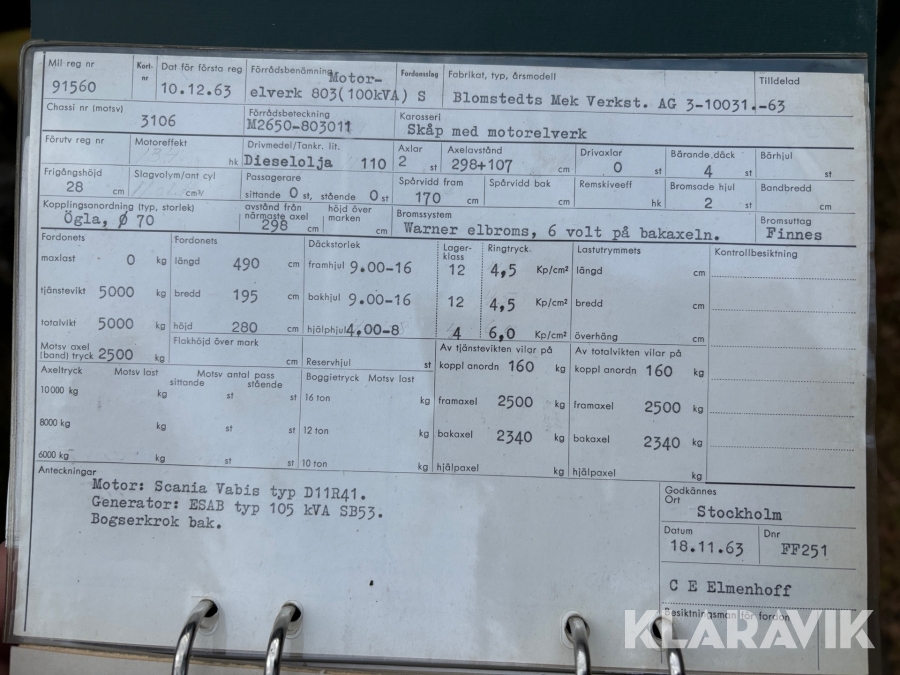 Mil reg nr Kort- nr Dat för första reg Förrådsbenämning Fordonsslag Fabrikat, typ, årsmodell Tilldelad
91560 10.12.63 Motor-
elverk 803(100kVA) S Blomstedts Mek Verkst. AG 3-10031.-63
Chassi nr (motsv) Förrådsbeteckning Karosseri
3106 M2650-803011 Skåp med motorelverk
Förutv reg nr Motoreffekt Drivmedel/Tankr. lit. Axlar Axelavstånd Drivaxlar Bärande däck Bärhjul
hk Dieselolja 110 2 st 298+107 cm 0 st 4 st st
Frigångshöjd Slagvolym/ant cyl Passagerare Spårvidd fram Spårvidd bak Remskiveeff Bromsade hjul Bandbredd
28 cm cm³/ sittande 0 st, stående 0 st 170 cm cm hk 2 st cm
Kopplingsanordning (typ, storlek) avstånd från närmaste axel höjd över marken Bromssystem Bromsuttag
Ögla, Ø 70 298 cm cm Warner elbroms, 6 volt på bakaxeln. Finnes
Fordonets Fordonets Däckstorlek Lager- klass Ringtryck. Lastutrymmets Kontrollbesiktning
maxlast 0 kg längd 490 cm framhjul 9.00-16 12 4,5 Kp/cm² längd cm
tjänstevikt 5000 kg bredd 195 cm bakhjul 9.00-16 12 4,5 Kp/cm² bredd cm
totalvikt 5000 kg höjd 280 cm hjälphjul 4.00-8 4 6,0 Kp/cm² överhäng cm
Motsv axel (band) tryck 2500 kg Flakhöjd över mark cm Reservhjul st Av tjänstevikten vilar på Av totalvikten vilar på
koppl anordn 160 kg koppl anordn 160 kg
Axeltryck Motsv last Motsv antal pass Boggietryck Motsv last
sittande stående
10000 kg kg st st 16 ton kg framaxel 2500 kg framaxel 2500 kg
8000 kg kg st st 12 ton kg bakaxel 2340 kg bakaxel 2340 kg
6000 kg kg st st 10 ton kg hjälpaxel kg hjälpaxel kg
Anteckningar Godkännes
Ort
Motor: Scania Vabis typ D11R41.
Generator: ESAB typ 105 kVA SB53.
Bogserkrok bak.
Stockholm
Datum Dnr
18.11.63 FF251
C E Elmenhoff
Besiktningsman för fordon
KLARAVIK